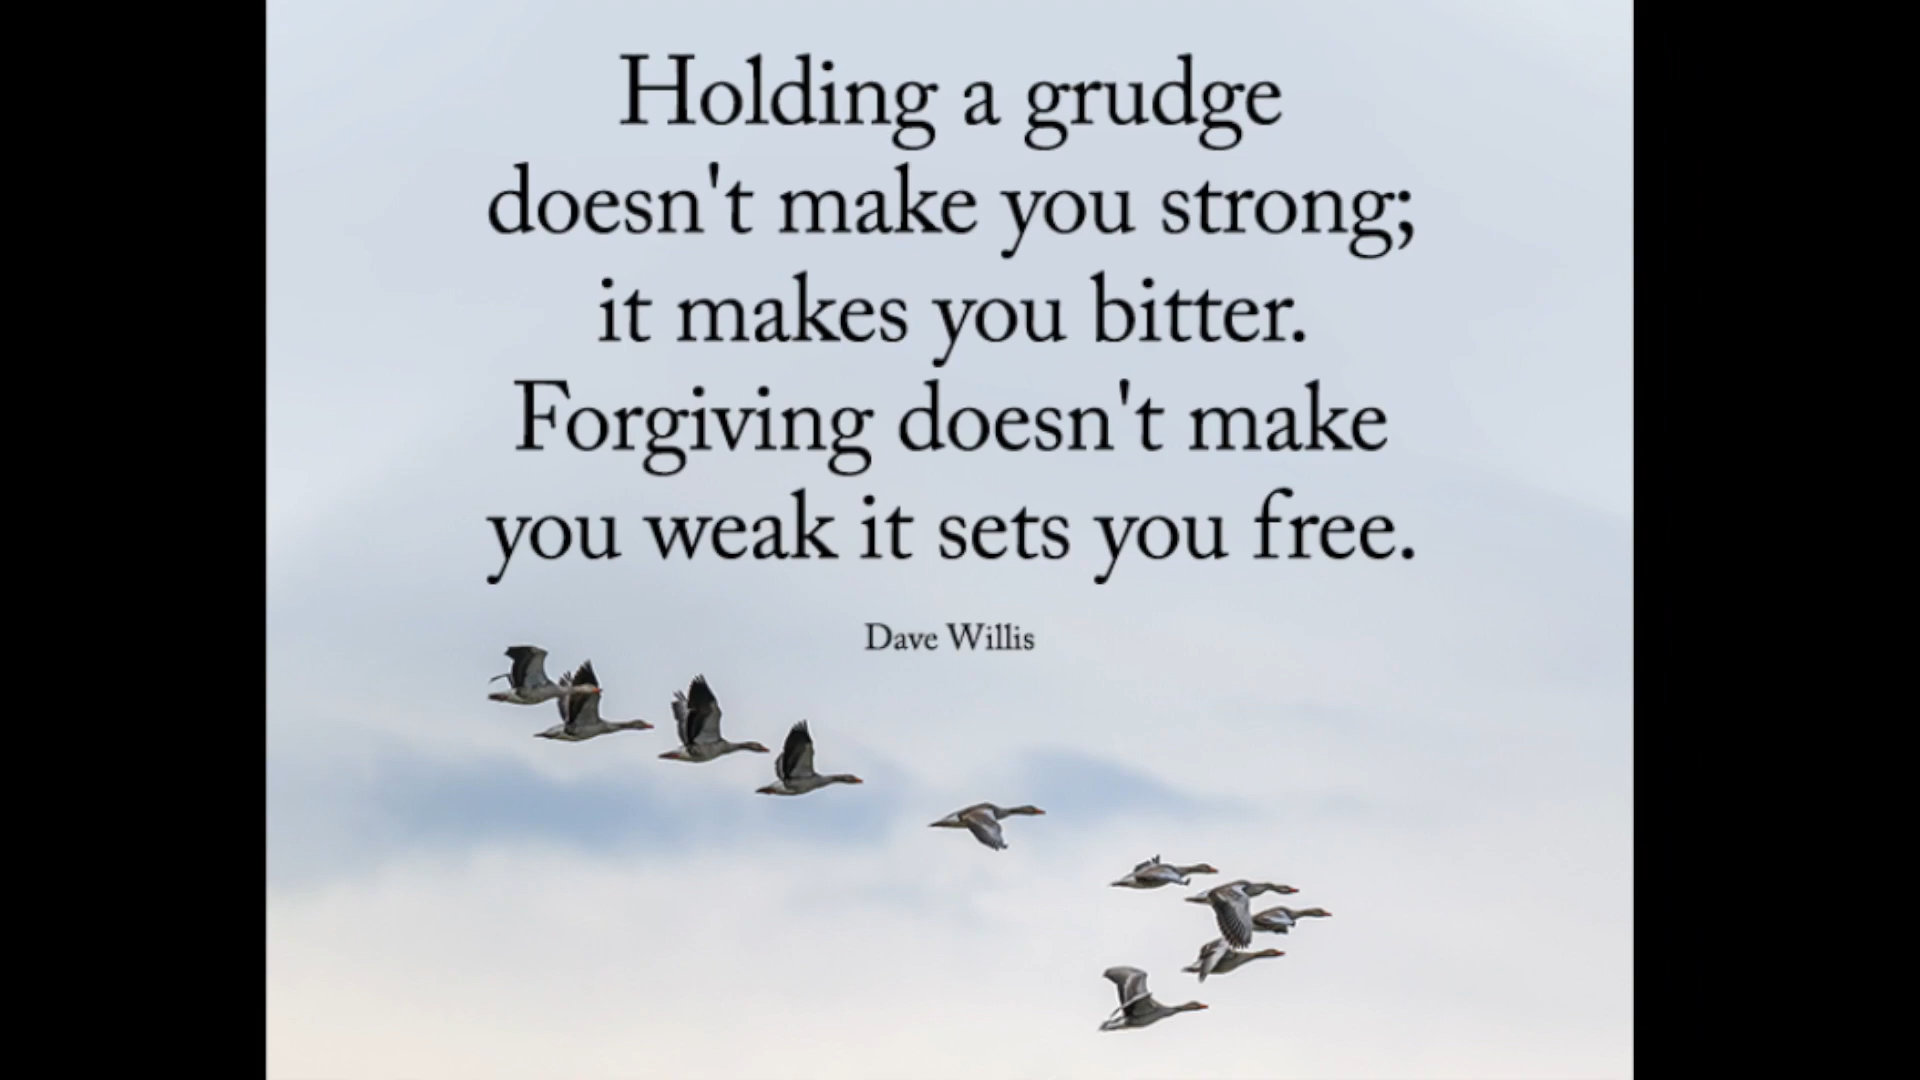 Holding a grudge
doesn't make you strong;
it makes you bitter.
Forgiving doesn't make
you weak it sets you free.
Dave Willis